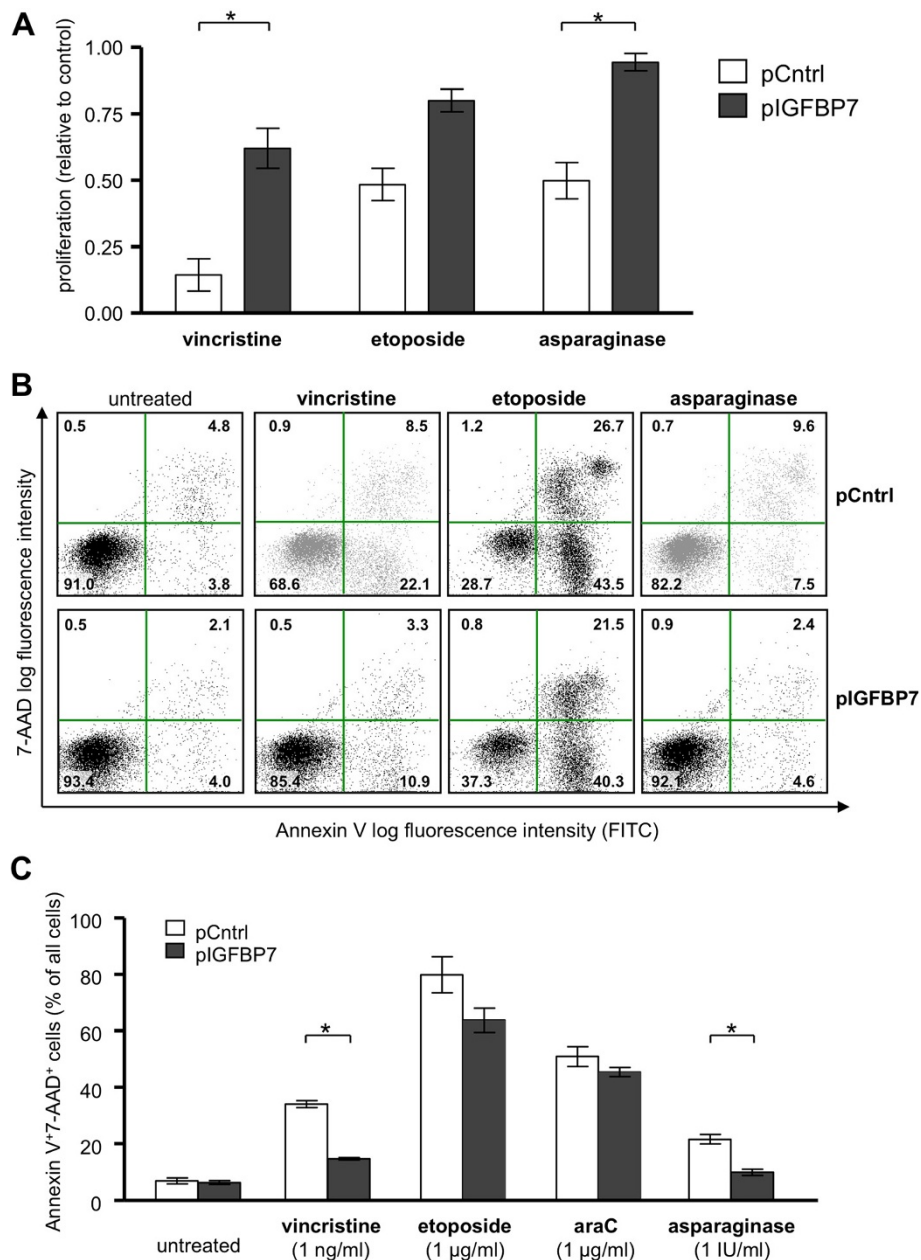 A
*
*
proliferation (relative to control)
1.00
0.75
0.50
0.25
0.00
pCntrl
pIGFBP7
vincristine
etoposide
asparaginase
B
untreated
vincristine
etoposide
asparaginase
7-AAD log fluorescence intensity
0.5 4.8
91.0 3.8
0.9 8.5
68.6 22.1
1.2 26.7
28.7 43.5
0.7 9.6
82.2 7.5
pCntrl
0.5 2.1
93.4 4.0
0.5 3.3
85.4 10.9
0.8 21.5
37.3 40.3
0.9 2.4
92.1 4.6
pIGFBP7
Annexin V log fluorescence intensity (FITC)
C
Annexin V⁺7-AAD⁺ cells (% of all cells)
100
80
60
40
20
0
pCntrl
pIGFBP7
*
*
untreated
vincristine
(1 ng/ml)
etoposide
(1 µg/ml)
araC
(1 µg/ml)
asparaginase
(1 IU/ml)